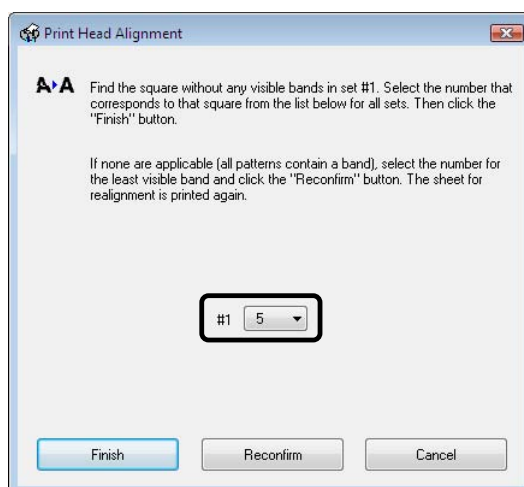 Print Head Alignment
A A
Find the square without any visible bands in set #1. Select the number that
corresponds to that square from the list below for all sets. Then click the
"Finish" button.
If none are applicable (all patterns contain a band), select the number for
the least visible band and click the "Reconfirm" button. The sheet for
realignment is printed again.
#1 5
Finish Reconfirm Cancel